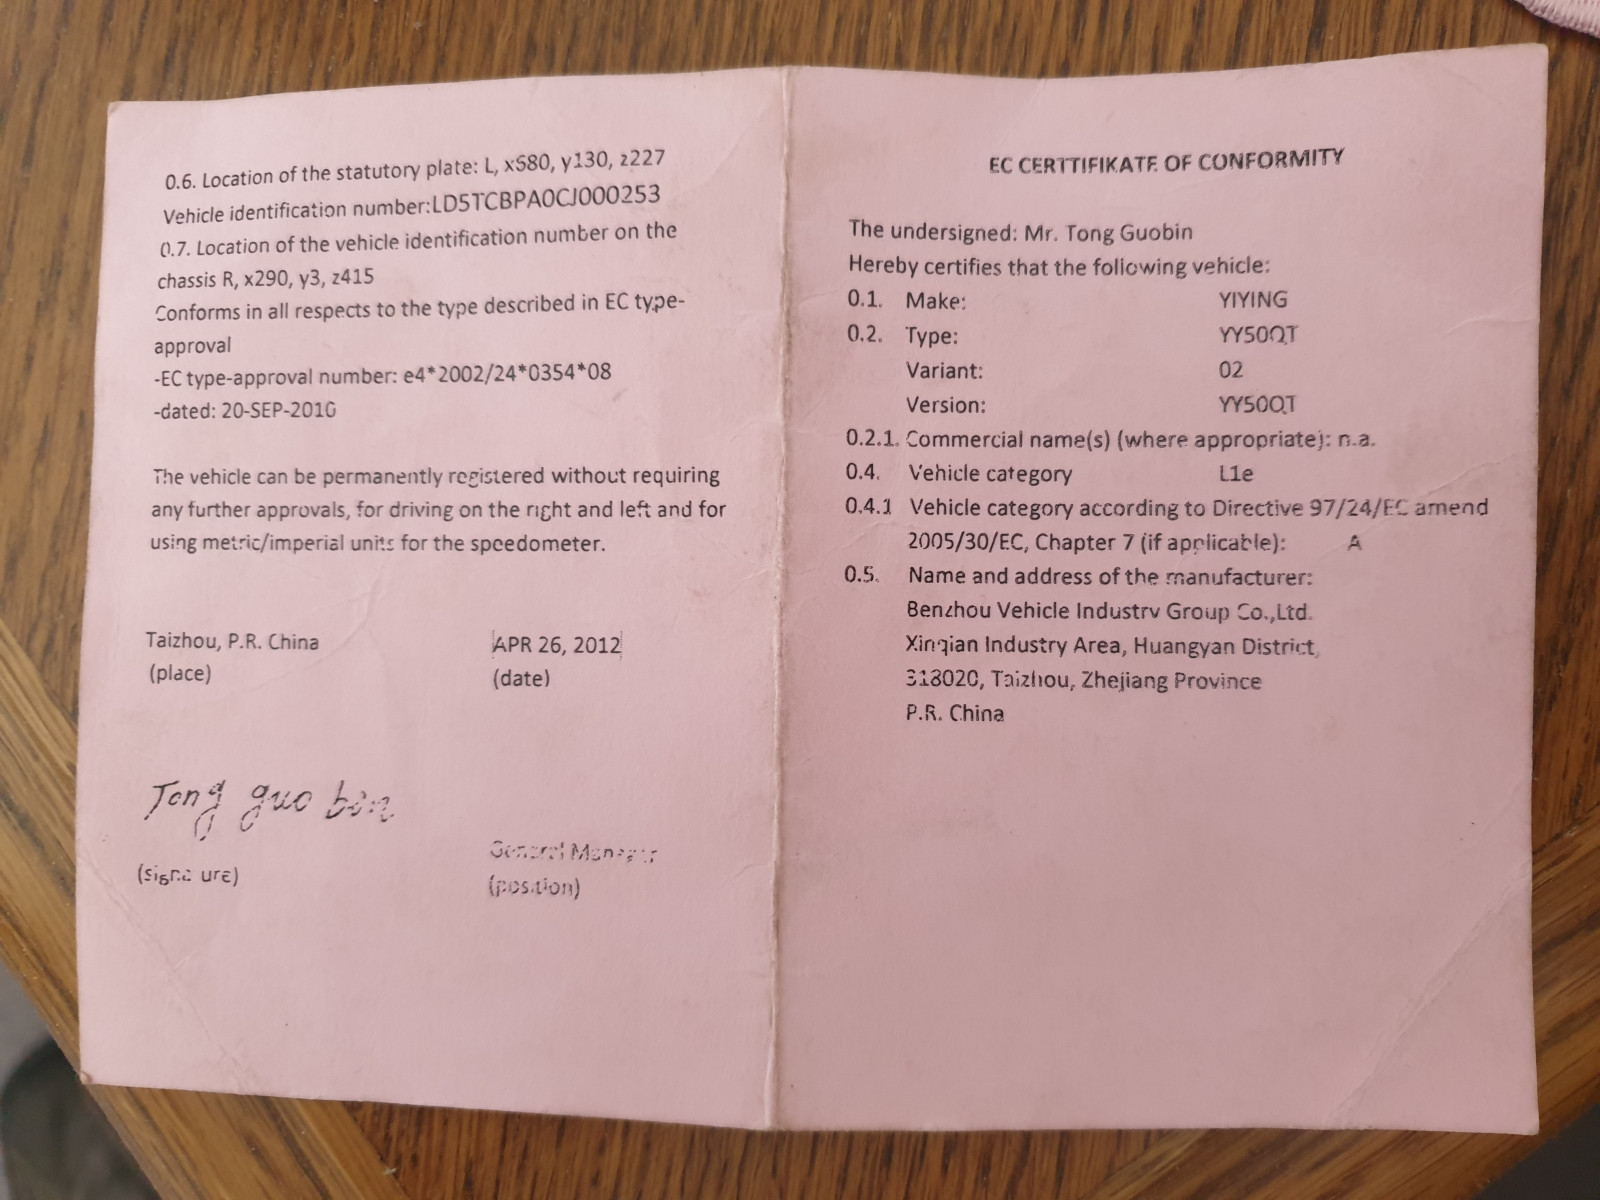 0.6. Location of the statutory plate: L, x580, y130, z227
Vehicle identification number:LD5TCBPA0CJ000253
0.7. Location of the vehicle identification number on the
chassis R, x290, y3, z415
Conforms in all respects to the type described in EC type-
approval
-EC type-approval number: e4*2002/24*0354*08
-dated: 20-SEP-2010
The vehicle can be permanently registered without requiring
any further approvals, for driving on the right and left and for
using metric/imperial units for the speedometer.
Taizhou, P.R. China APR 26, 2012
(place) (date)
Tong guo bin
General Manager
(signature) (position)
EC CERTTIFIKATE OF CONFORMITY
The undersigned: Mr. Tong Guobin
Hereby certifies that the following vehicle:
0.1. Make: YIYING
0.2. Type: YY50QT
Variant: 02
Version: YY50QT
0.2.1. Commercial name(s) (where appropriate): n.a.
0.4. Vehicle category L1e
0.4.1 Vehicle category according to Directive 97/24/EC amend
2005/30/EC, Chapter 7 (if applicable): A
0.5. Name and address of the manufacturer:
Benzhou Vehicle Industry Group Co.,Ltd.
Xinqian Industry Area, Huangyan District,
318020, Taizhou, Zhejiang Province
P.R. China